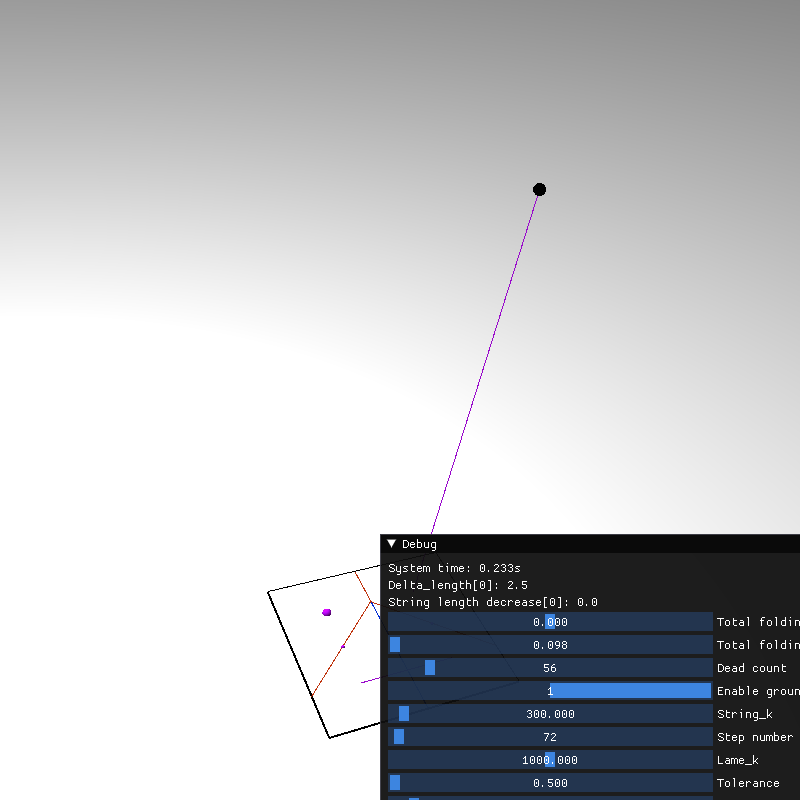 Debug
System time: 0.233s
Delta_length[0]: 2.5
String length decrease[0]: 0.0
0.000 Total foldin
0.098 Total foldin
56 Dead count
1 Enable groun
300.000 String_k
72 Step number
1000.000 Lame_k
0.500 Tolerance